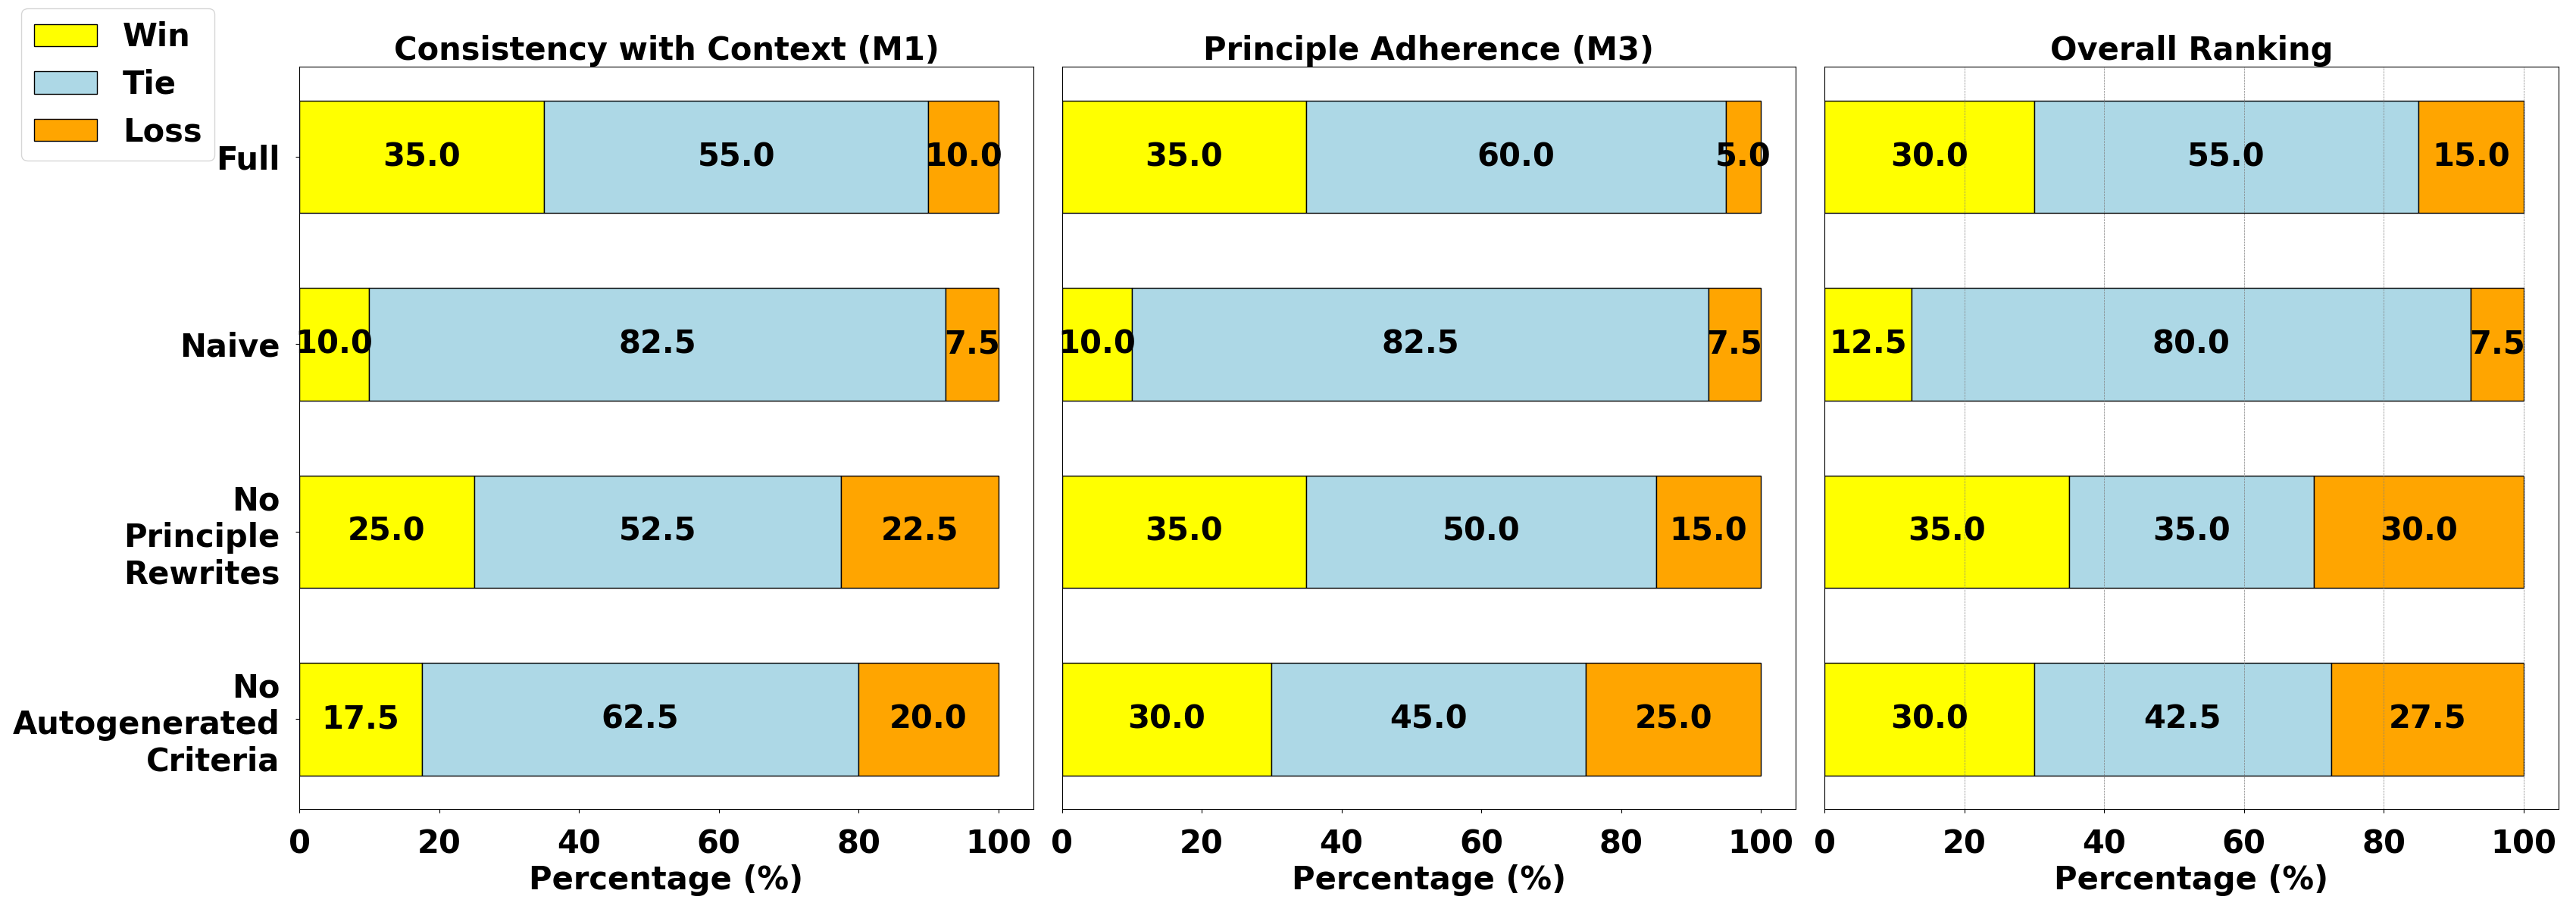 Win
Tie
Loss
Consistency with Context (M1)
Principle Adherence (M3)
Overall Ranking
Full
35.0
55.0
10.0
35.0
60.0
5.0
30.0
55.0
15.0
Naive
10.0
82.5
7.5
10.0
82.5
7.5
12.5
80.0
7.5
No
Principle
Rewrites
25.0
52.5
22.5
35.0
50.0
15.0
35.0
35.0
30.0
No
Autogenerated
Criteria
17.5
62.5
20.0
30.0
45.0
25.0
30.0
42.5
27.5
0 20 40 60 80 100
0 20 40 60 80 100
0 20 40 60 80 100
Percentage (%)
Percentage (%)
Percentage (%)